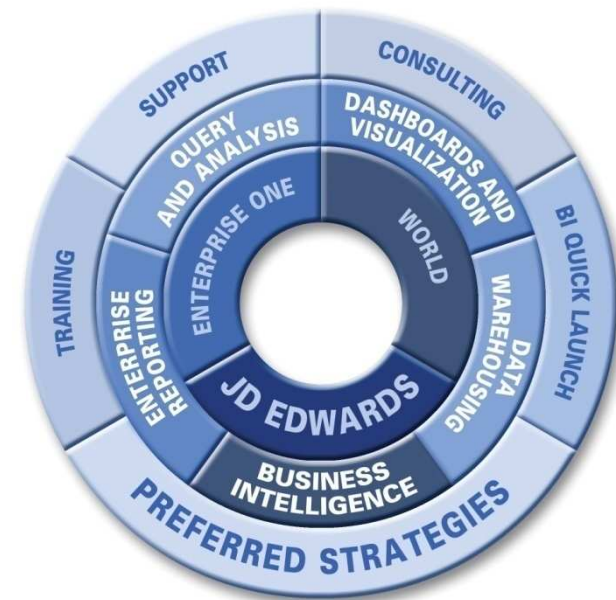 SUPPORT
CONSULTING
QUERY
AND ANALYSIS
DASHBOARDS AND
VISUALIZATION
ENTERPRISE ONE
WORLD
TRAINING
BI QUICK LAUNCH
ENTERPRISE
REPORTING
DATA
WAREHOUSING
JD EDWARDS
BUSINESS
INTELLIGENCE
PREFERRED STRATEGIES